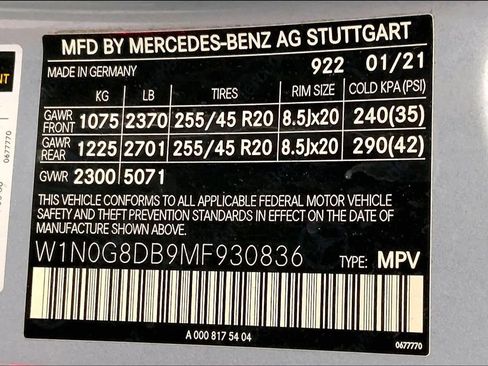 MFD BY MERCEDES-BENZ AG STUTTGART
MADE IN GERMANY 922 01/21
KG LB TIRES RIM SIZE COLD KPA (PSI)
GAWR FRONT 1075 2370 255/45 R20 8.5Jx20 240(35)
GAWR REAR 1225 2701 255/45 R20 8.5Jx20 290(42)
GVWR 2300 5071
THIS VEHICLE CONFORMS TO ALL APPLICABLE FEDERAL MOTOR VEHICLE
SAFETY AND THEFT PREVENTION STANDARDS IN EFFECT ON THE DATE OF
MANUFACTURE SHOWN ABOVE.
W1N0G8DB9MF930836 TYPE: MPV
A 000 817 54 04
0677770
0677770